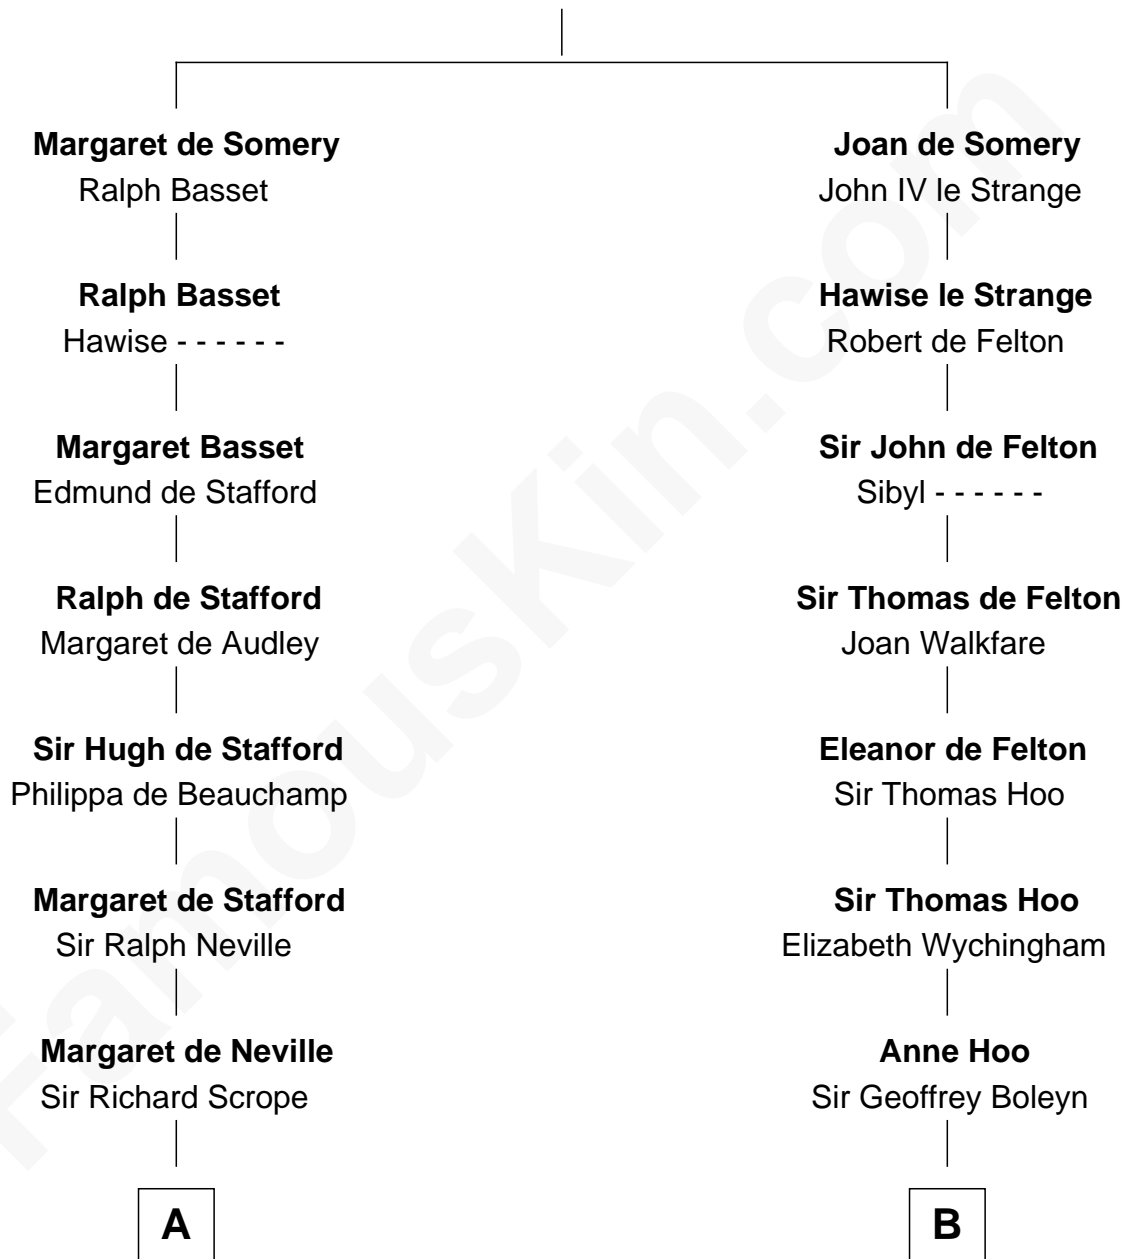 Margaret de Somery
Ralph Basset
Ralph Basset
Hawise - - - - - -
Margaret Basset
Edmund de Stafford
Ralph de Stafford
Margaret de Audley
Sir Hugh de Stafford
Philippa de Beauchamp
Margaret de Stafford
Sir Ralph Neville
Margaret de Neville
Sir Richard Scrope
A
Joan de Somery
John IV le Strange
Hawise le Strange
Robert de Felton
Sir John de Felton
Sibyl - - - - - -
Sir Thomas de Felton
Joan Walkfare
Eleanor de Felton
Sir Thomas Hoo
Sir Thomas Hoo
Elizabeth Wychingham
Anne Hoo
Sir Geoffrey Boleyn
B
FamousKin.com